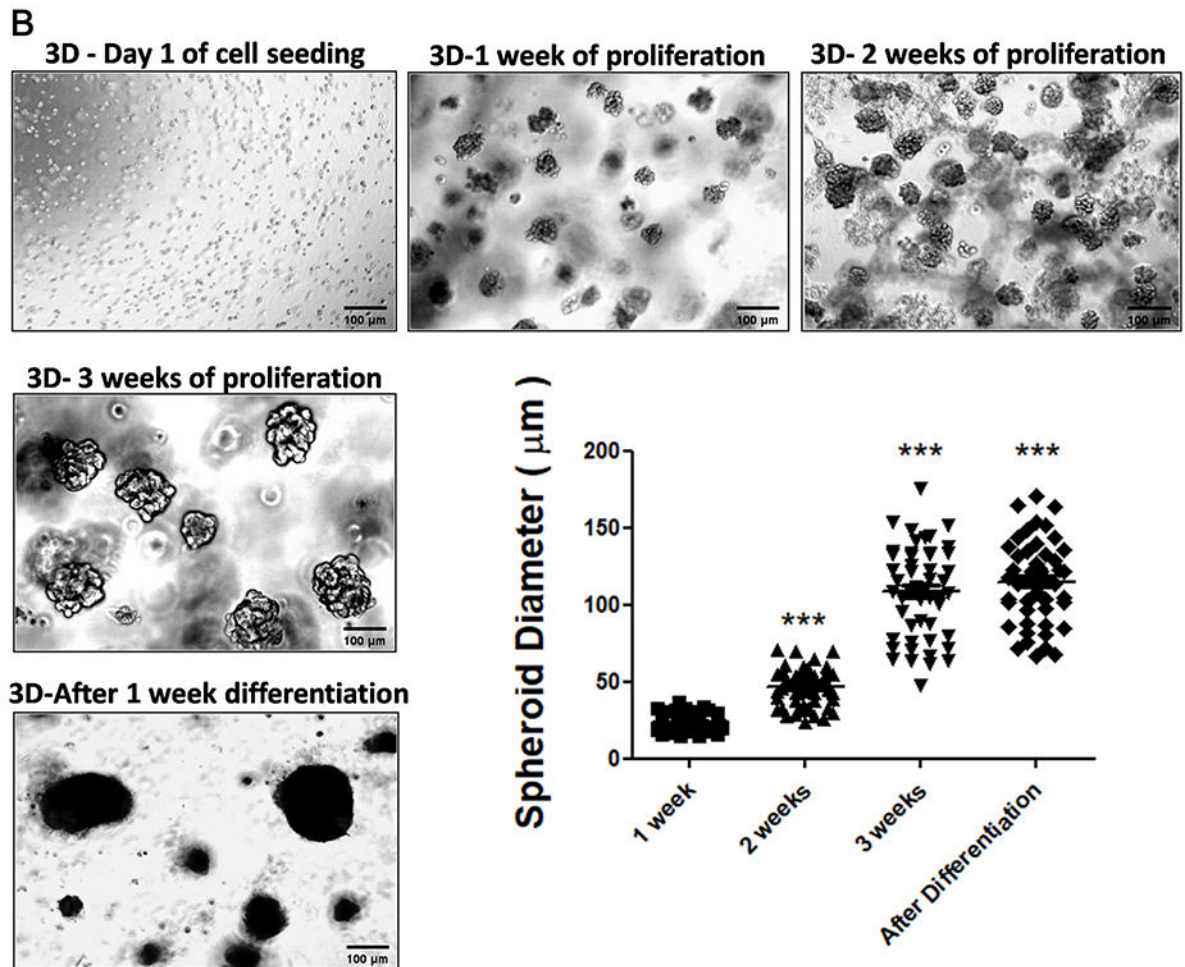 B
3D - Day 1 of cell seeding
3D-1 week of proliferation
3D- 2 weeks of proliferation
100 µm
100 µm
100 µm
3D- 3 weeks of proliferation
100 µm
3D-After 1 week differentiation
100 µm
Spheroid Diameter ( µm )
200
150
100
50
0
***
***
***
1 week
2 weeks
3 weeks
After Differentiation